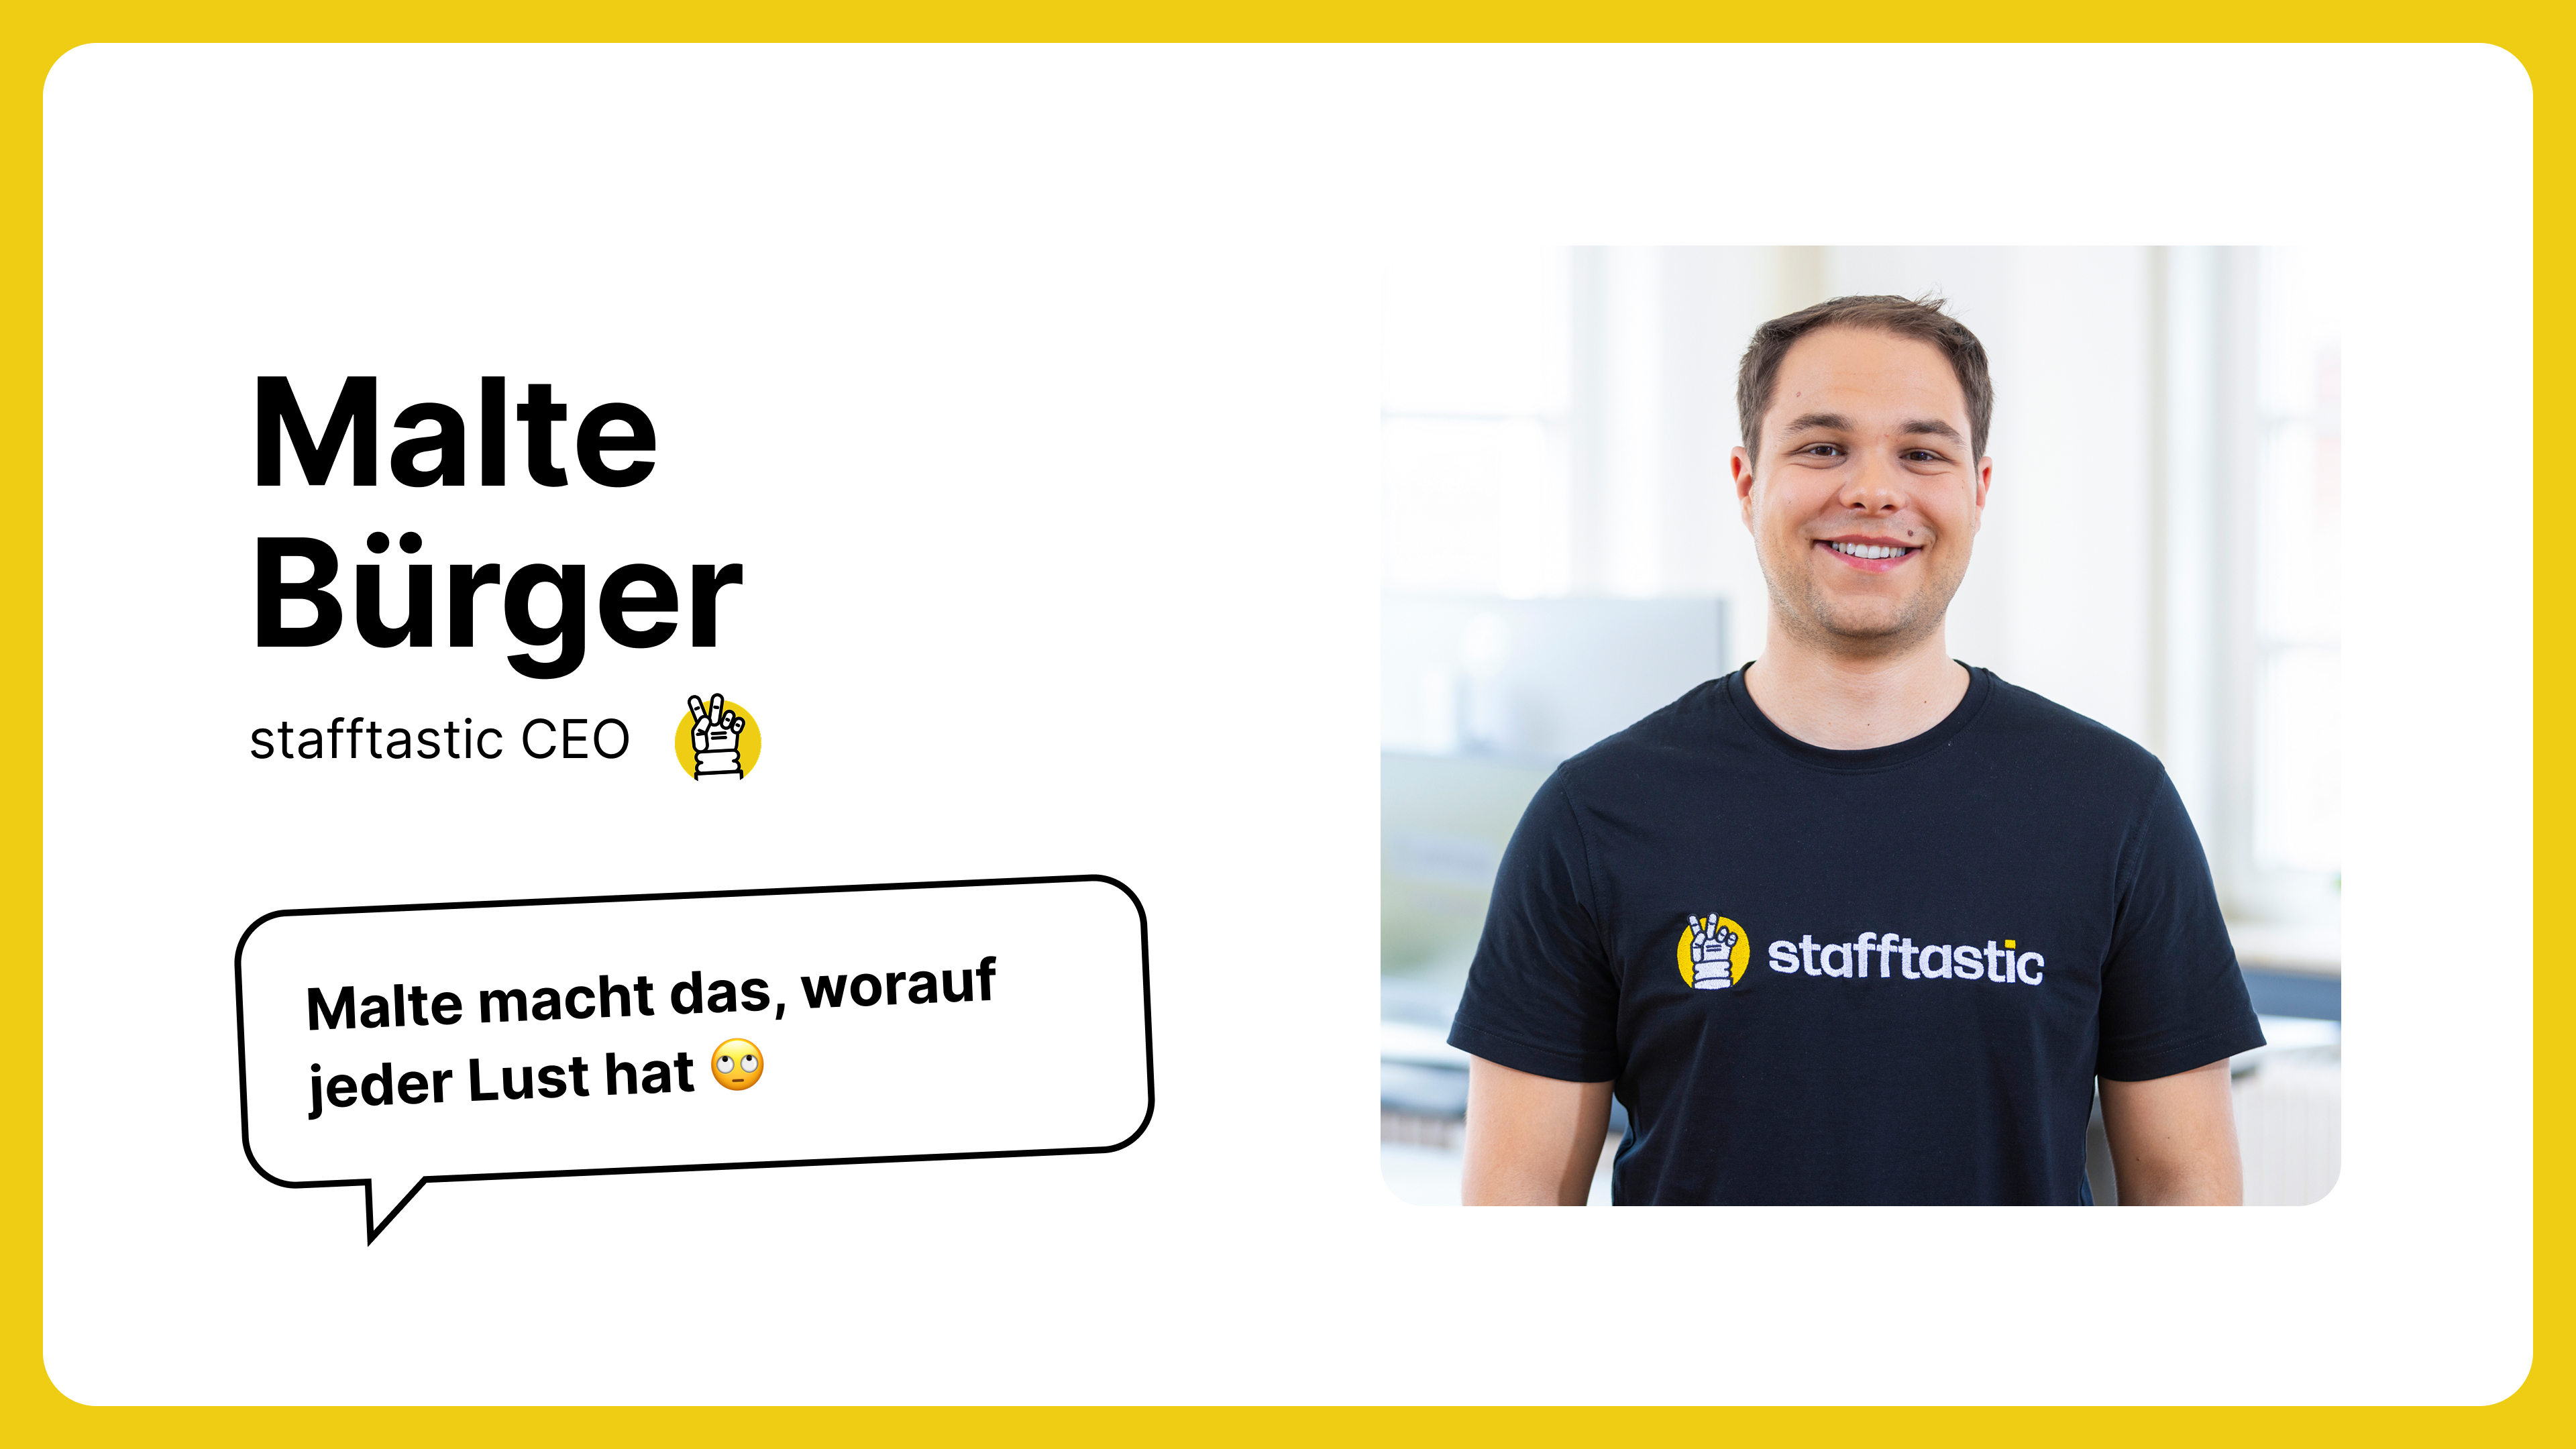 Malte
Bürger
stafftastic CEO
Malte macht das, worauf
jeder Lust hat 🙄
stafftastic